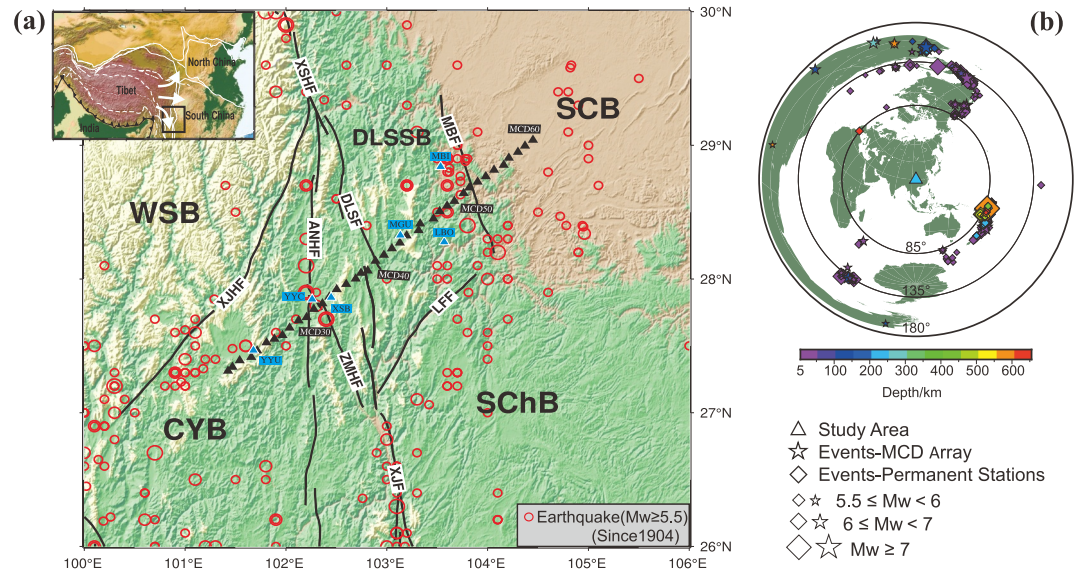 (a)
Tibet
North China
India
South China
XSHF
WSB
DLSSB
MBF
SCB
MCD60
MBI
MCD50
ANHF
DLSF
MGU
LBO
XJHF
MCD40
YYC
XSB
LFF
MCD30
YYU
ZMHF
CYB
SChB
XJF
Earthquake(Mw≥5.5)
(Since1904)
30°N
29°N
28°N
27°N
26°N
100°E 101°E 102°E 103°E 104°E 105°E 106°E
(b)
85°
135°
180°
5 100 200 300 400 500 600
Depth/km
Study Area
Events-MCD Array
Events-Permanent Stations
5.5 ≤ Mw < 6
6 ≤ Mw < 7
Mw ≥ 7